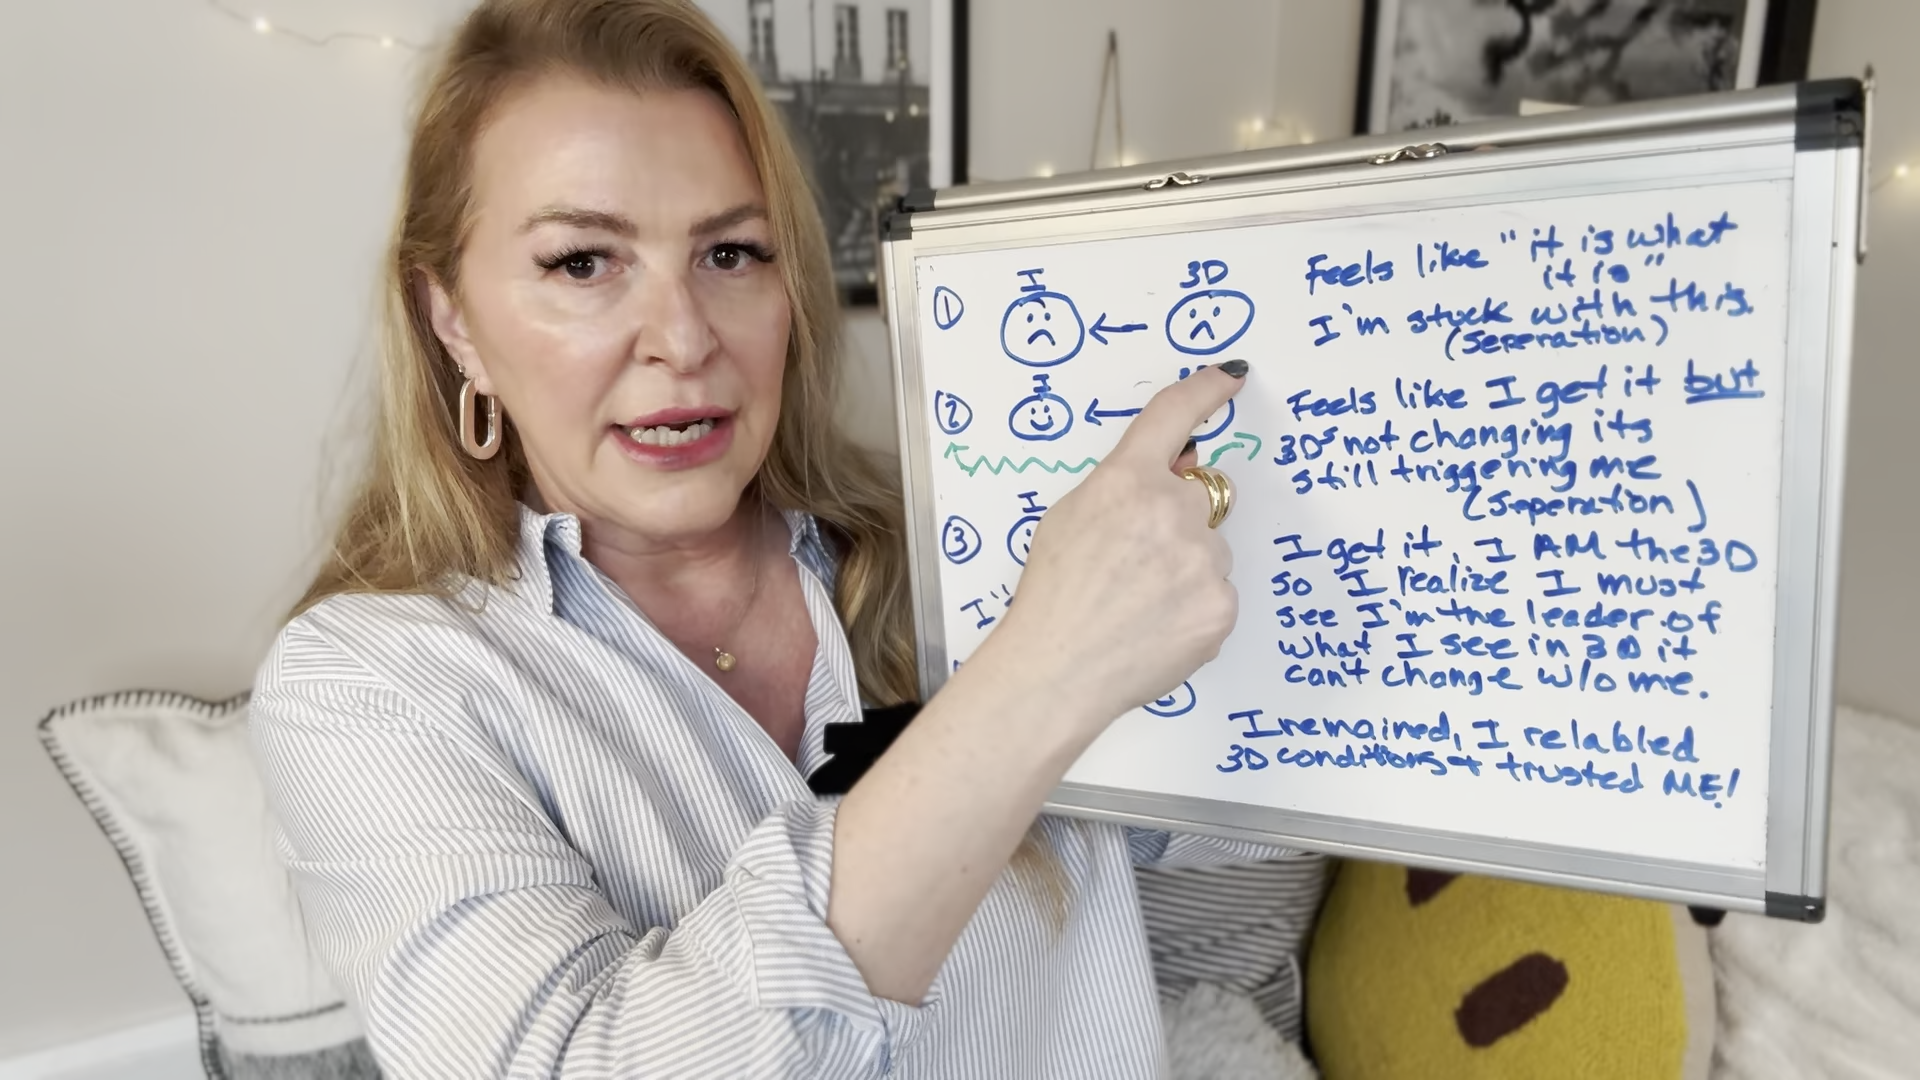 I 3D
① Feels like "it is what
it is"
I'm stuck with this.
(Seperation)
I
② Feels like I get it but
3Ds not changing its
still triggering me
(Seperation)
I
③ I get it, I AM the 3D
so I realize I must
see I'm the leader of
what I see in 3D it
can't change w/o me.
I remained, I relabled
3D conditions + trusted ME!